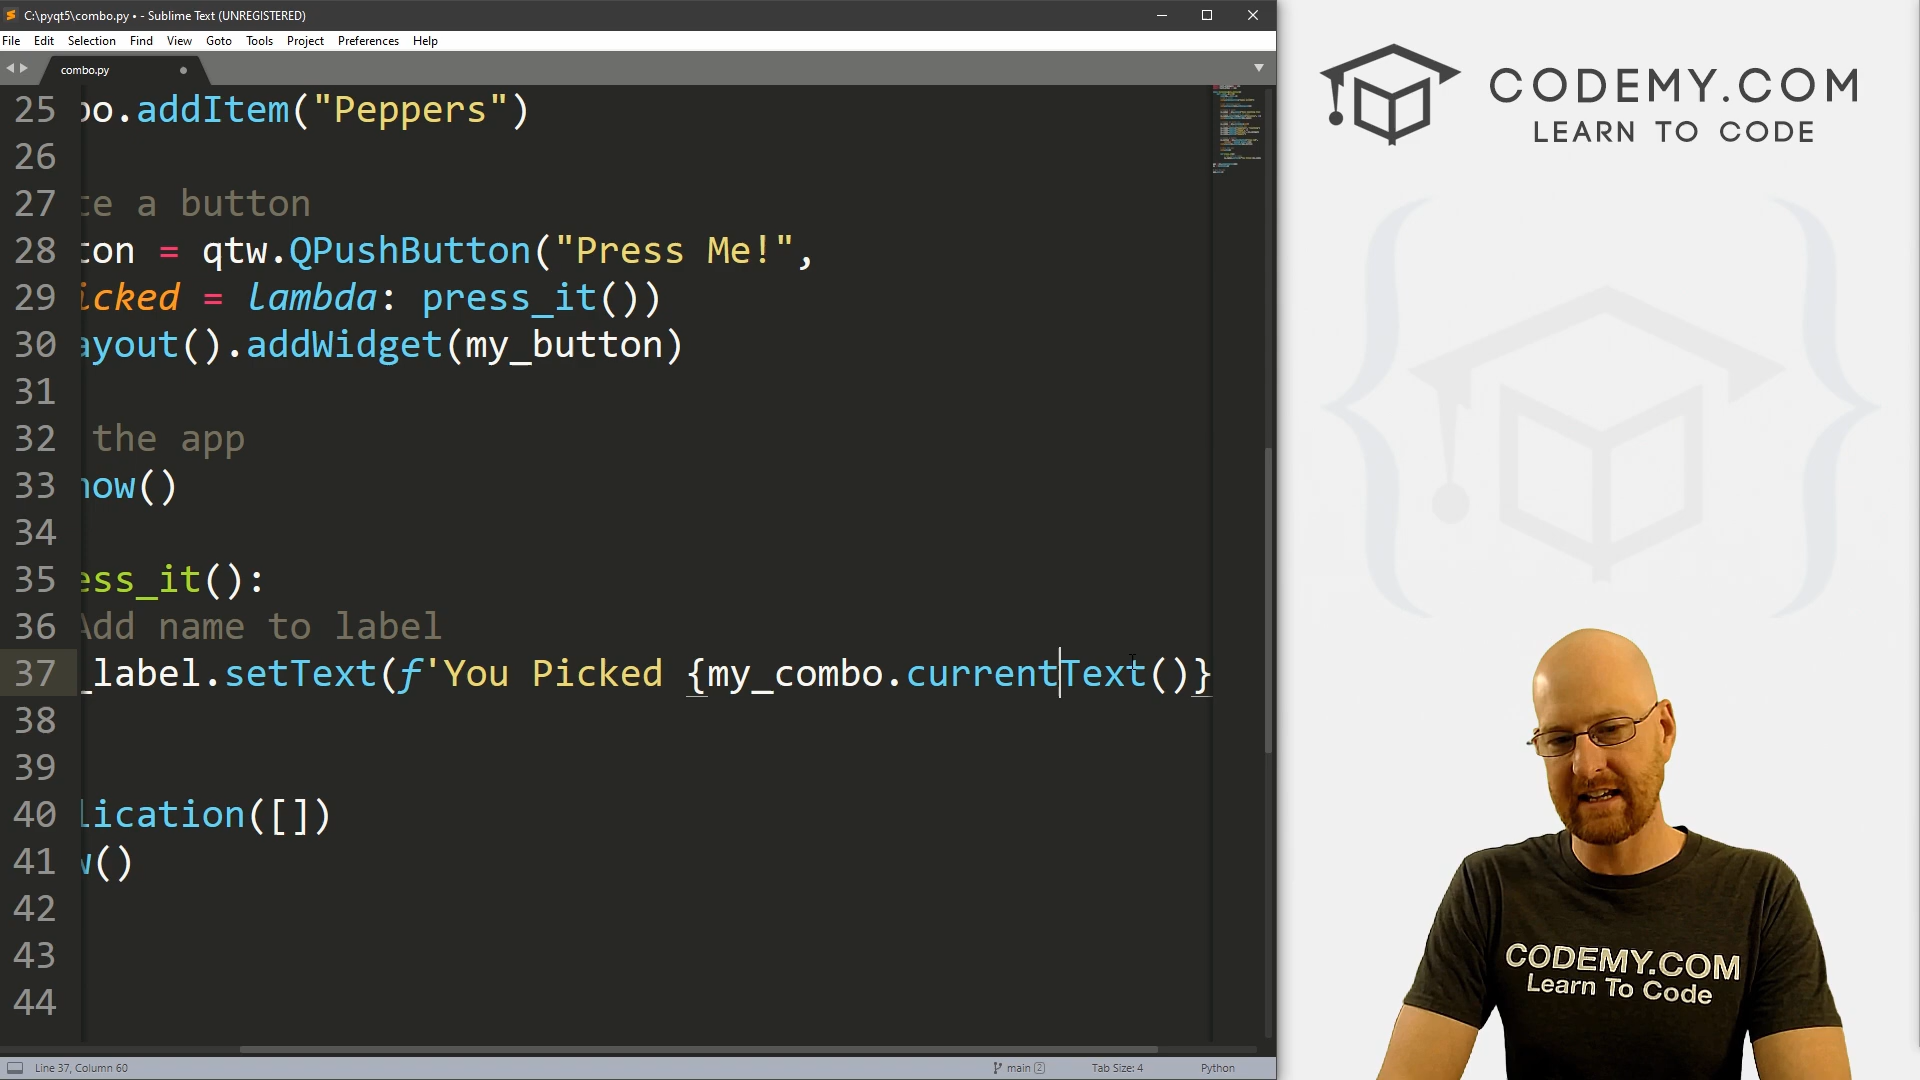 C:\pyqt5\combo.py • - Sublime Text (UNREGISTERED)
File Edit Selection Find View Goto Tools Project Preferences Help
combo.py
25 bo.addItem("Peppers")
26
27 te a button
28 ton = qtw.QPushButton("Press Me!",
29 icked = lambda: press_it())
30 ayout().addWidget(my_button)
31
32 the app
33 how()
34
35 ess_it():
36 Add name to label
37 _label.setText(f'You Picked {my_combo.currentText()}
38
39
40 lication([])
41 w()
42
43
44
Line 37, Column 60
main 2
Tab Size: 4
Python
CODEMY.COM
LEARN TO CODE
CODEMY.COM
Learn To Code